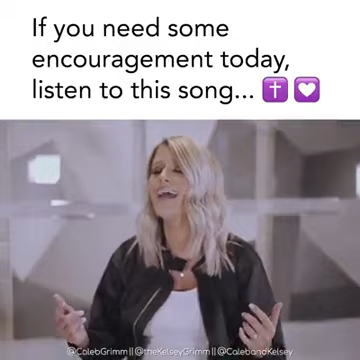 If you need some
encouragement today,
listen to this song... ✝️💟
@CalebGrimm||@theKelseyGrimm||@CalebandKelsey